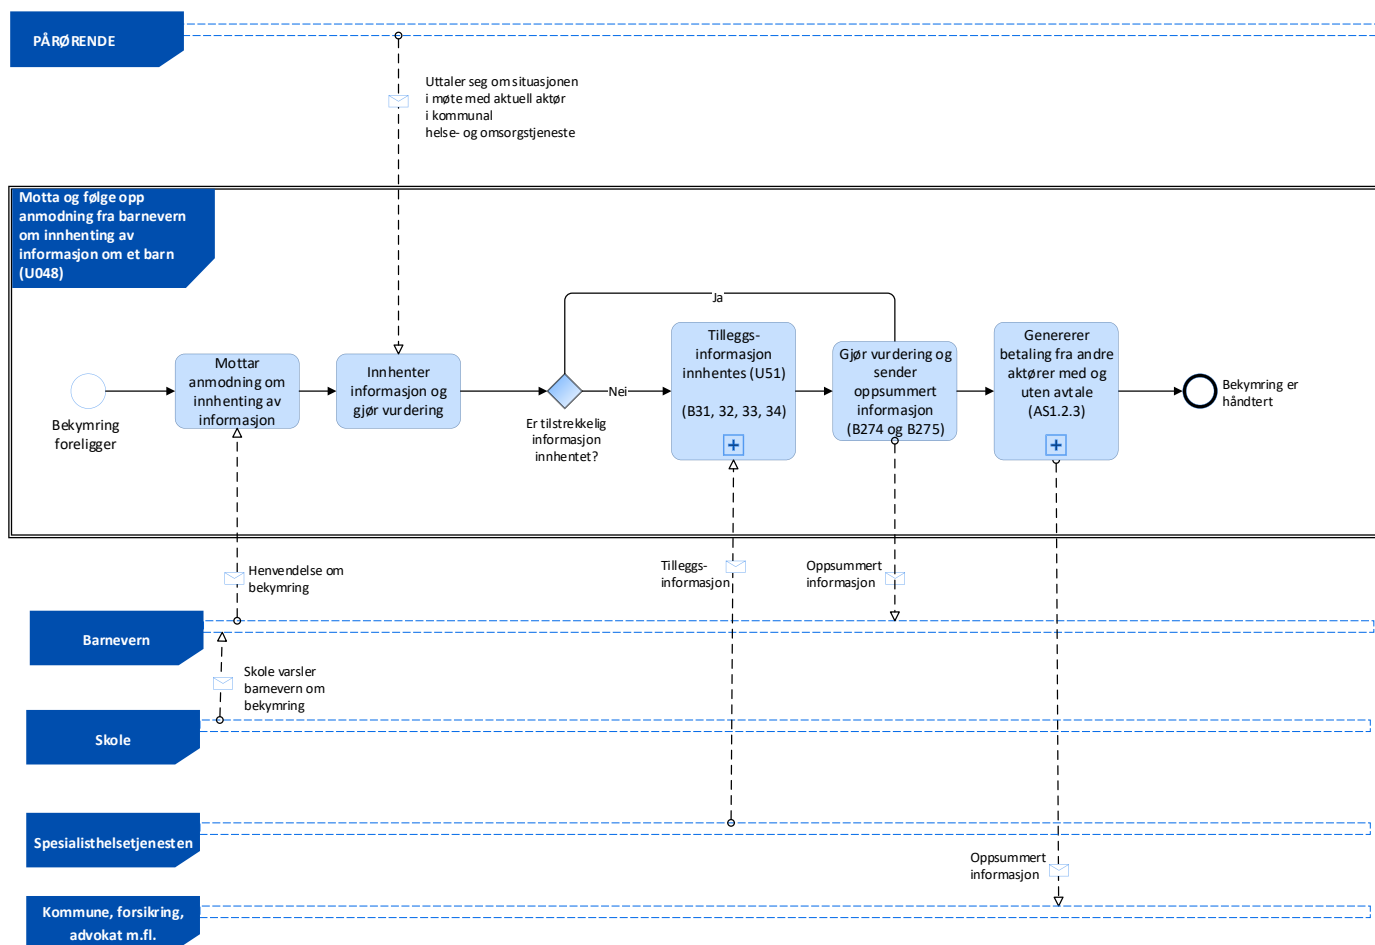 PÅRØRENDE
Uttaler seg om situasjonen
i møte med aktuell aktør
i kommunal
helse- og omsorgstjeneste
Motta og følge opp
anmodning fra barnevern
om innhenting av
informasjon om et barn
(U048)
Bekymring
foreligger
Mottar
anmodning om
innhenting av
informasjon
Innhenter
informasjon og
gjør vurdering
Er tilstrekkelig
informasjon
innhentet?
Ja
Nei
Tilleggs-
informasjon
innhentes (U51)
(B31, 32, 33, 34)
Gjør vurdering og
sender
oppsummert
informasjon
(B274 og B275)
Genererer
betaling fra andre
aktører med og
uten avtale
(AS1.2.3)
Bekymring er
håndtert
Henvendelse om
bekymring
Tilleggs-
informasjon
Oppsummert
informasjon
Barnevern
Skole varsler
barnevern om
bekymring
Skole
Spesialisthelsetjenesten
Oppsummert
informasjon
Kommune, forsikring,
advokat m.fl.